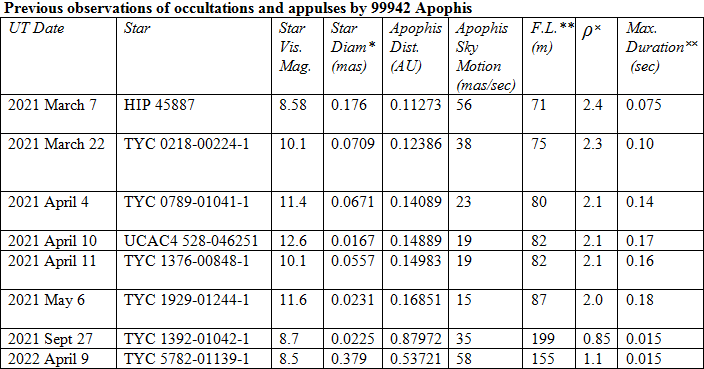 Previous observations of occultations and appulses by 99942 Apophis
UT Date Star Star Vis. Mag. Star Diam* (mas) Apophis Dist. (AU) Apophis Sky Motion (mas/sec) F.L.** (m) ρ× Max. Duration×× (sec)
2021 March 7 HIP 45887 8.58 0.176 0.11273 56 71 2.4 0.075
2021 March 22 TYC 0218-00224-1 10.1 0.0709 0.12386 38 75 2.3 0.10
2021 April 4 TYC 0789-01041-1 11.4 0.0671 0.14089 23 80 2.1 0.14
2021 April 10 UCAC4 528-046251 12.6 0.0167 0.14889 19 82 2.1 0.17
2021 April 11 TYC 1376-00848-1 10.1 0.0557 0.14983 19 82 2.1 0.16
2021 May 6 TYC 1929-01244-1 11.6 0.0231 0.16851 15 87 2.0 0.18
2021 Sept 27 TYC 1392-01042-1 8.7 0.0225 0.87972 35 199 0.85 0.015
2022 April 9 TYC 5782-01139-1 8.5 0.379 0.53721 58 155 1.1 0.015